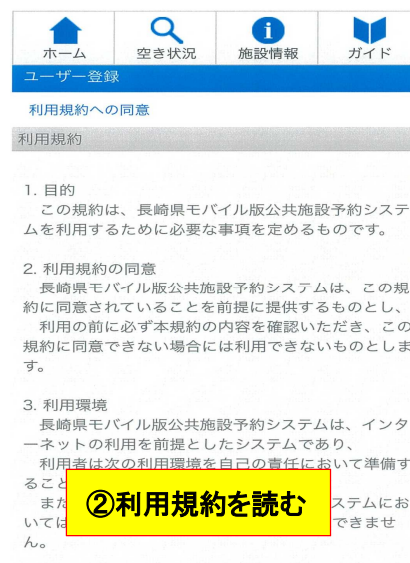 ホーム 空き状況 施設情報 ガイド
ユーザー登録
利用規約への同意
利用規約
1. 目的
この規約は、長崎県モバイル版公共施設予約システ
ムを利用するために必要な事項を定めるものです。
2. 利用規約の同意
長崎県モバイル版公共施設予約システムは、この規
約に同意されていることを前提に提供するものとし、
利用の前に必ず本規約の内容を確認いただき、この
規約に同意できない場合には利用できないものとしま
す。
3. 利用環境
長崎県モバイル版公共施設予約システムは、インタ
ーネットの利用を前提としたシステムであり、
利用者は次の利用環境を自己の責任において準備す
ること
また ステムにお
いては できませ
ん。
②利用規約を読む